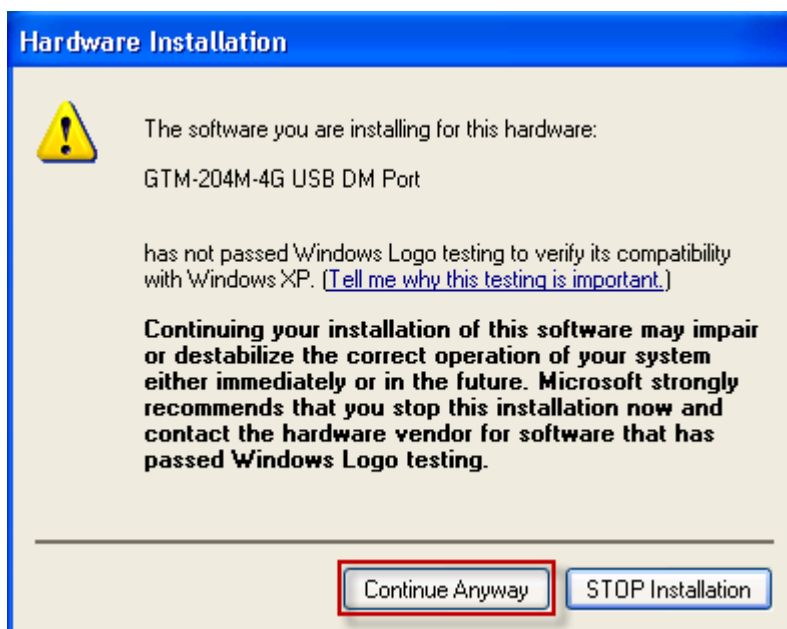 Hardware Installation
The software you are installing for this hardware:
GTM-204M-4G USB DM Port
has not passed Windows Logo testing to verify its compatibility
with Windows XP. (Tell me why this testing is important.)
Continuing your installation of this software may impair
or destabilize the correct operation of your system
either immediately or in the future. Microsoft strongly
recommends that you stop this installation now and
contact the hardware vendor for software that has
passed Windows Logo testing.
Continue Anyway
STOP Installation